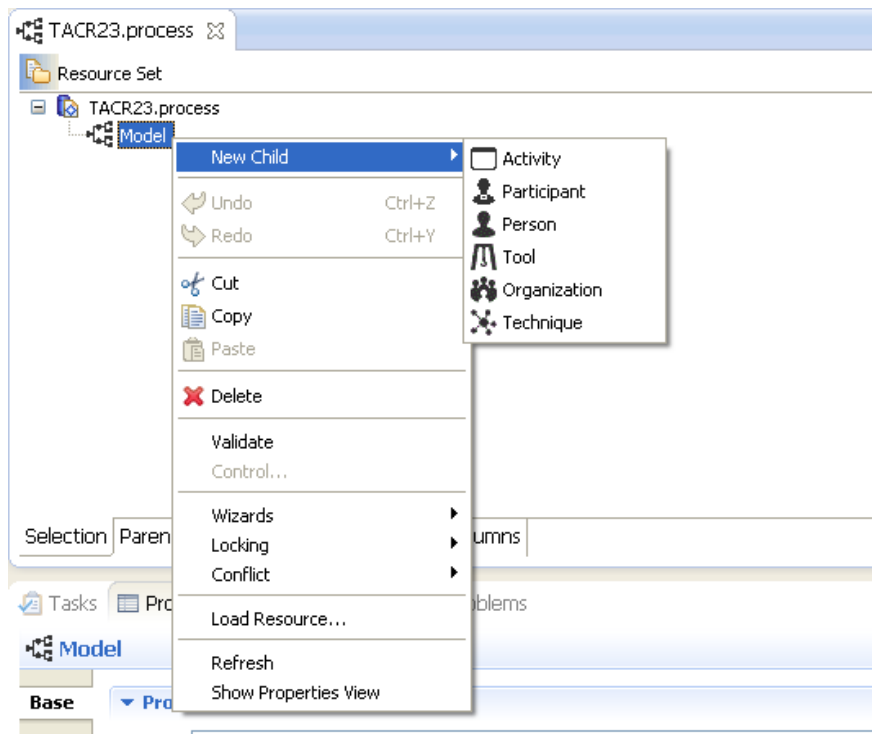 TACR23.process
Resource Set
TACR23.process
Model
New Child
Activity
Participant
Person
Tool
Organization
Technique
Undo Ctrl+Z
Redo Ctrl+Y
Cut
Copy
Paste
Delete
Validate
Control...
Wizards
Locking
Conflict
Load Resource...
Refresh
Show Properties View
Selection Paren umns
Tasks Pro oblems
Model
Base Pro